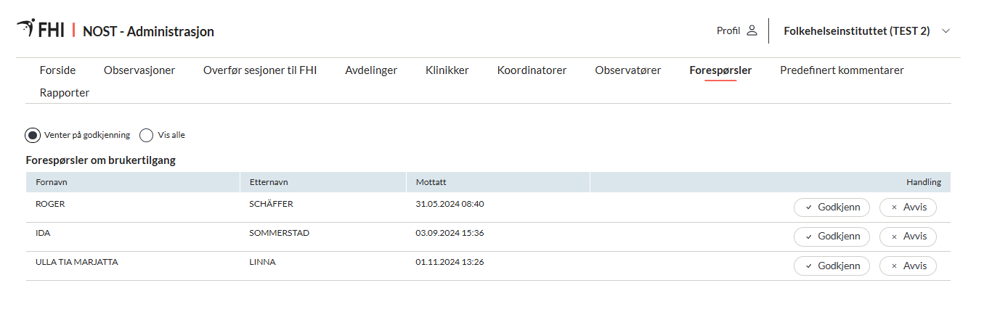 FHI | NOST - Administrasjon Profil Folkehelseinstituttet (TEST 2)
Forside Observasjoner Overfør sesjoner til FHI Avdelinger Klinikker Koordinatorer Observatører Forespørsler Predefinert kommentarer
Rapporter
Venter på godkjenning Vis alle
Forespørsler om brukertilgang
Fornavn Etternavn Mottatt Handling
ROGER SCHÄFFER 31.05.2024 08:40 Godkjenn Avvis
IDA SOMMERSTAD 03.09.2024 15:36 Godkjenn Avvis
ULLA TIA MARJATTA LINNA 01.11.2024 13:26 Godkjenn Avvis